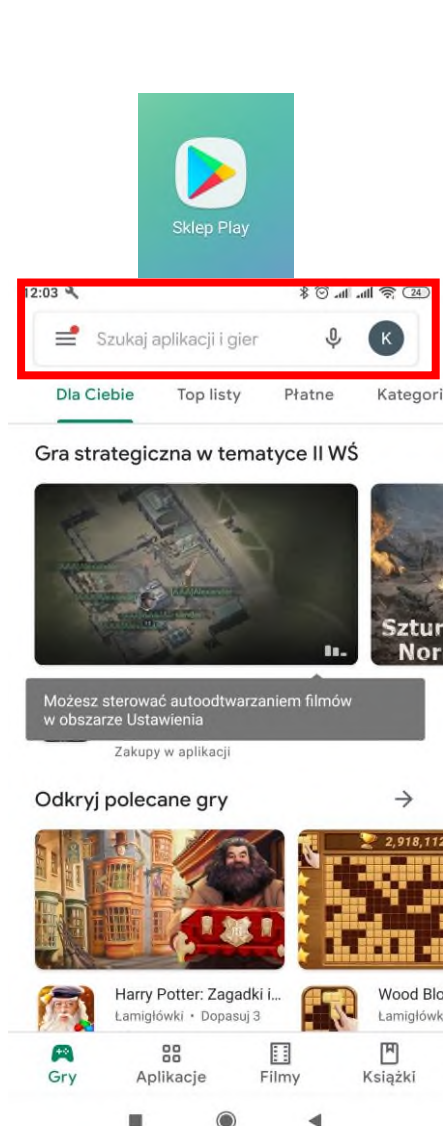 Sklep Play
12:03
24
Szukaj aplikacji i gier
K
Dla Ciebie Top listy Płatne Kategori
Gra strategiczna w tematyce II WŚ
Sztur
Nor
Możesz sterować autoodtwarzaniem filmów
w obszarze Ustawienia
Zakupy w aplikacji
Odkryj polecane gry
2,918,112
Harry Potter: Zagadki i... Wood Blo
Łamigłówki • Dopasuj 3 Łamigłówk
Gry Aplikacje Filmy Książki